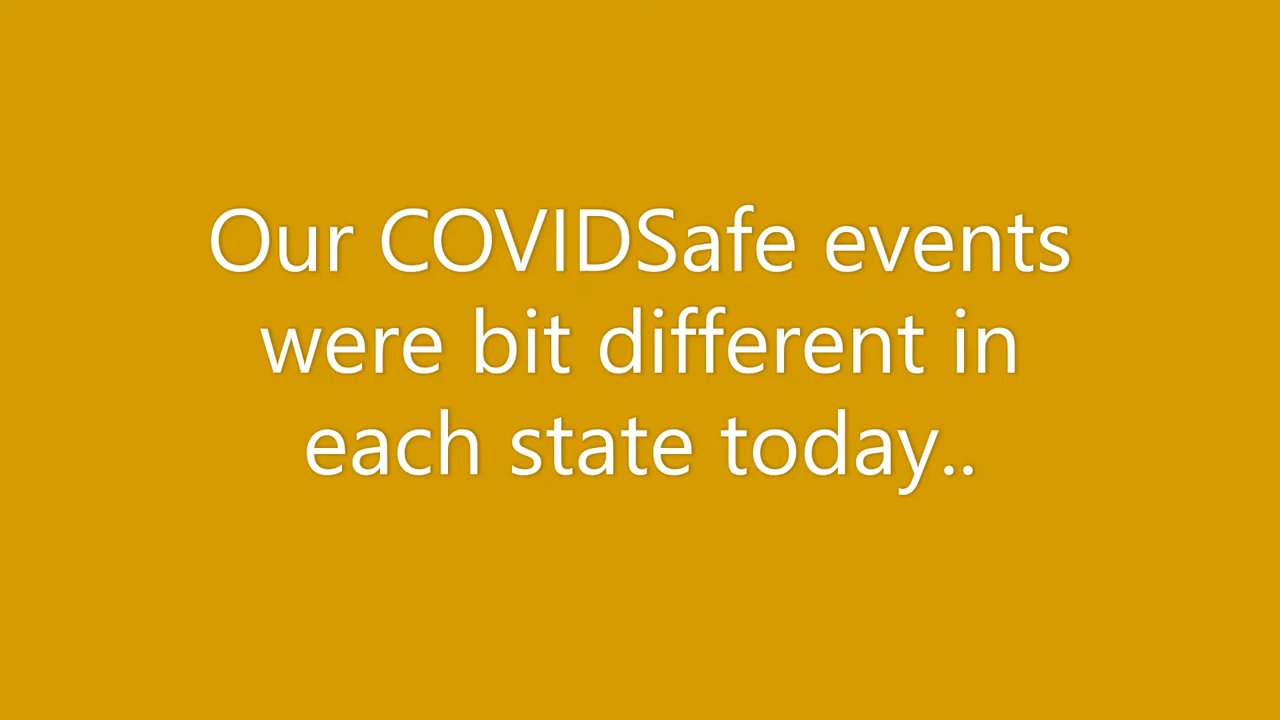 Our COVIDSafe events
were bit different in
each state today..